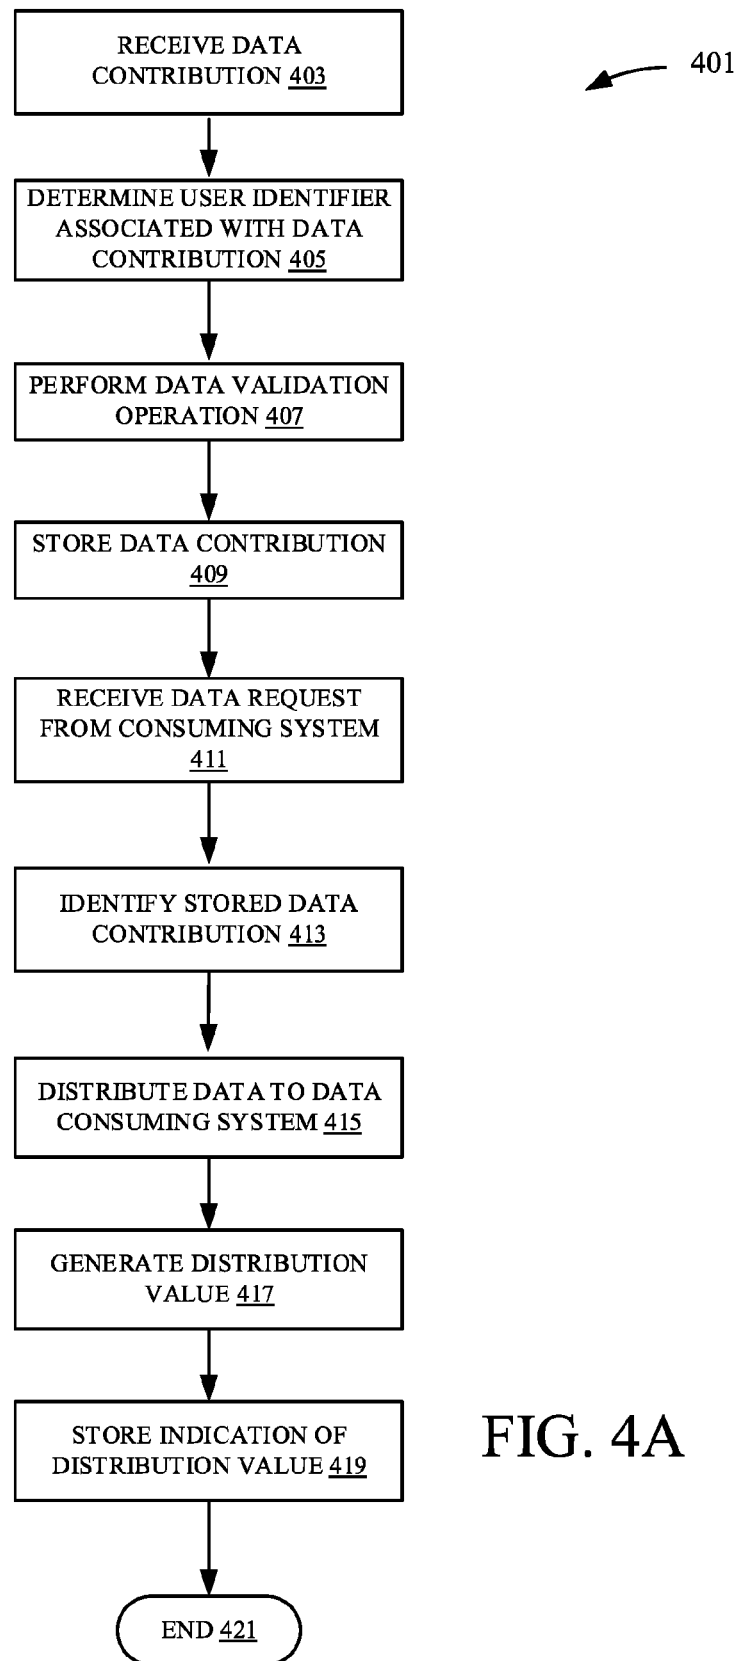 RECEIVE DATA
CONTRIBUTION 403
401
DETERMINE USER IDENTIFIER
ASSOCIATED WITH DATA
CONTRIBUTION 405
PERFORM DATA VALIDATION
OPERATION 407
STORE DATA CONTRIBUTION
409
RECEIVE DATA REQUEST
FROM CONSUMING SYSTEM
411
IDENTIFY STORED DATA
CONTRIBUTION 413
DISTRIBUTE DATA TO DATA
CONSUMING SYSTEM 415
GENERATE DISTRIBUTION
VALUE 417
STORE INDICATION OF
DISTRIBUTION VALUE 419
FIG. 4A
END 421